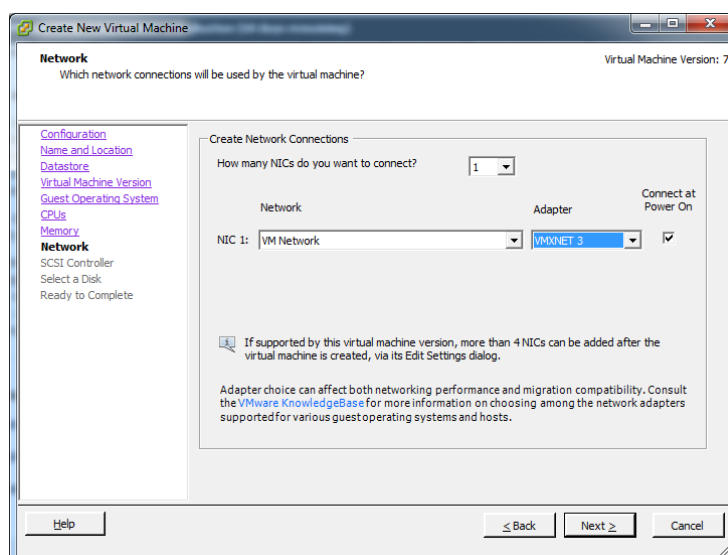 Create New Virtual Machine
Network
Which network connections will be used by the virtual machine?
Virtual Machine Version: 7
Configuration
Name and Location
Datastore
Virtual Machine Version
Guest Operating System
CPUs
Memory
Network
SCSI Controller
Select a Disk
Ready to Complete
Create Network Connections
How many NICs do you want to connect?
1
Network
Adapter
Connect at
Power On
NIC 1:
VM Network
VMXNET 3
If supported by this virtual machine version, more than 4 NICs can be added after the
virtual machine is created, via its Edit Settings dialog.
Adapter choice can affect both networking performance and migration compatibility. Consult
the VMware KnowledgeBase for more information on choosing among the network adapters
supported for various guest operating systems and hosts.
Help
< Back
Next >
Cancel